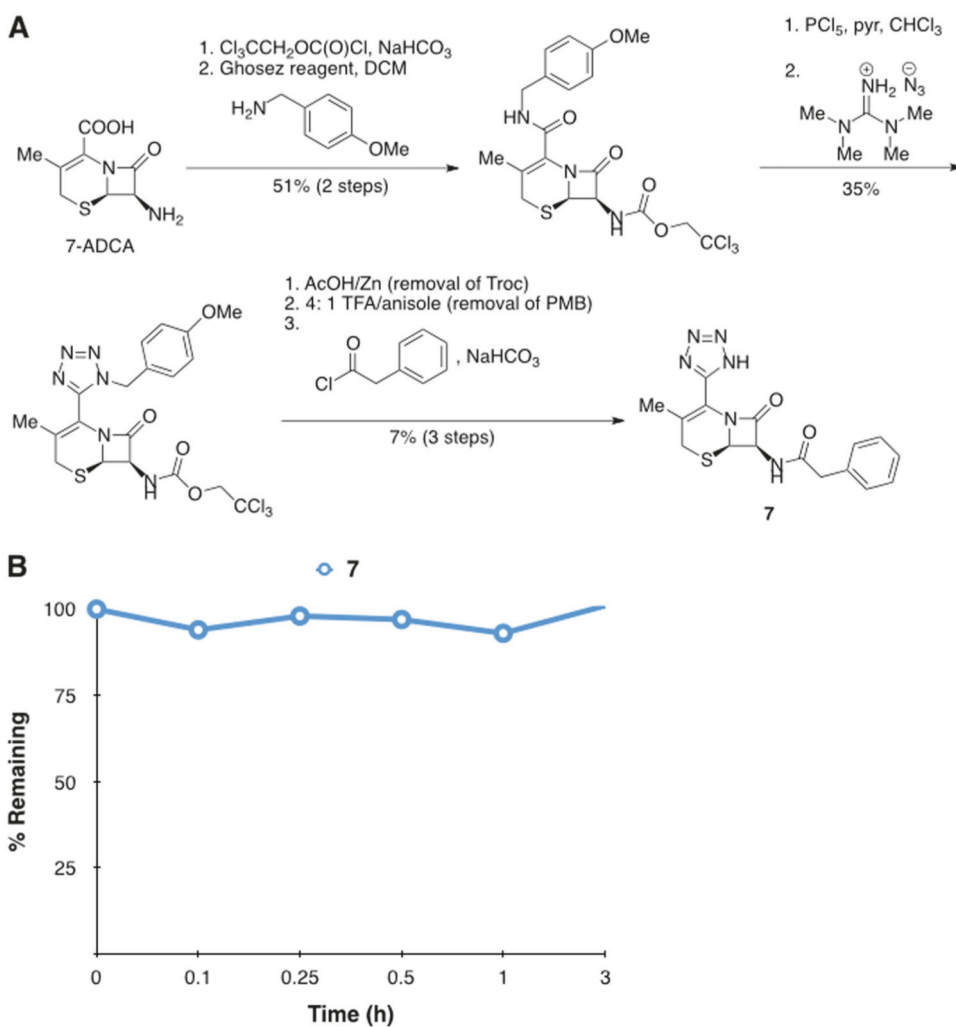 A
1. Cl₃CCH₂OC(O)Cl, NaHCO₃
2. Ghosez reagent, DCM
H₂N
OMe
51% (2 steps)
COOH
Me
N
O
S
NH₂
7-ADCA
OMe
HN
O
Me
N
O
S
N
H
O
O
CCl₃
1. PCl₅, pyr, CHCl₃
2.
⊕
NH₂
⊖
N₃
Me
N
N
Me
Me
Me
35%
OMe
N
N
N
N
Me
N
O
S
N
H
O
O
CCl₃
1. AcOH/Zn (removal of Troc)
2. 4: 1 TFA/anisole (removal of PMB)
3.
O
Cl
, NaHCO₃
7% (3 steps)
N
N
N
NH
Me
N
O
S
N
H
O
7
B
7
% Remaining
100
75
50
25
0 0.1 0.25 0.5 1 3
Time (h)